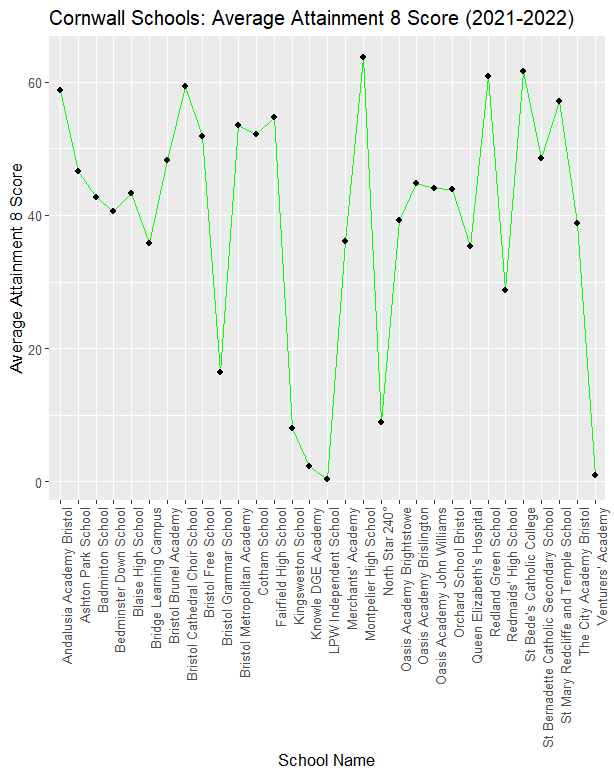 Cornwall Schools: Average Attainment 8 Score (2021-2022)
Average Attainment 8 Score
60
40
20
0
Andalusia Academy Bristol
Ashton Park School
Badminton School
Bedminster Down School
Blaise High School
Bridge Learning Campus
Bristol Brunel Academy
Bristol Cathedral Choir School
Bristol Free School
Bristol Grammar School
Bristol Metropolitan Academy
Cotham School
Fairfield High School
Kingsweston School
Knowle DGE Academy
LPW Independent School
Merchants' Academy
Montpelier High School
North Star 240°
Oasis Academy Brightstowe
Oasis Academy Brislington
Oasis Academy John Williams
Orchard School Bristol
Queen Elizabeth's Hospital
Redland Green School
Redmaids' High School
St Bede's Catholic College
St Bernadette Catholic Secondary School
St Mary Redcliffe and Temple School
The City Academy Bristol
Venturers' Academy
School Name